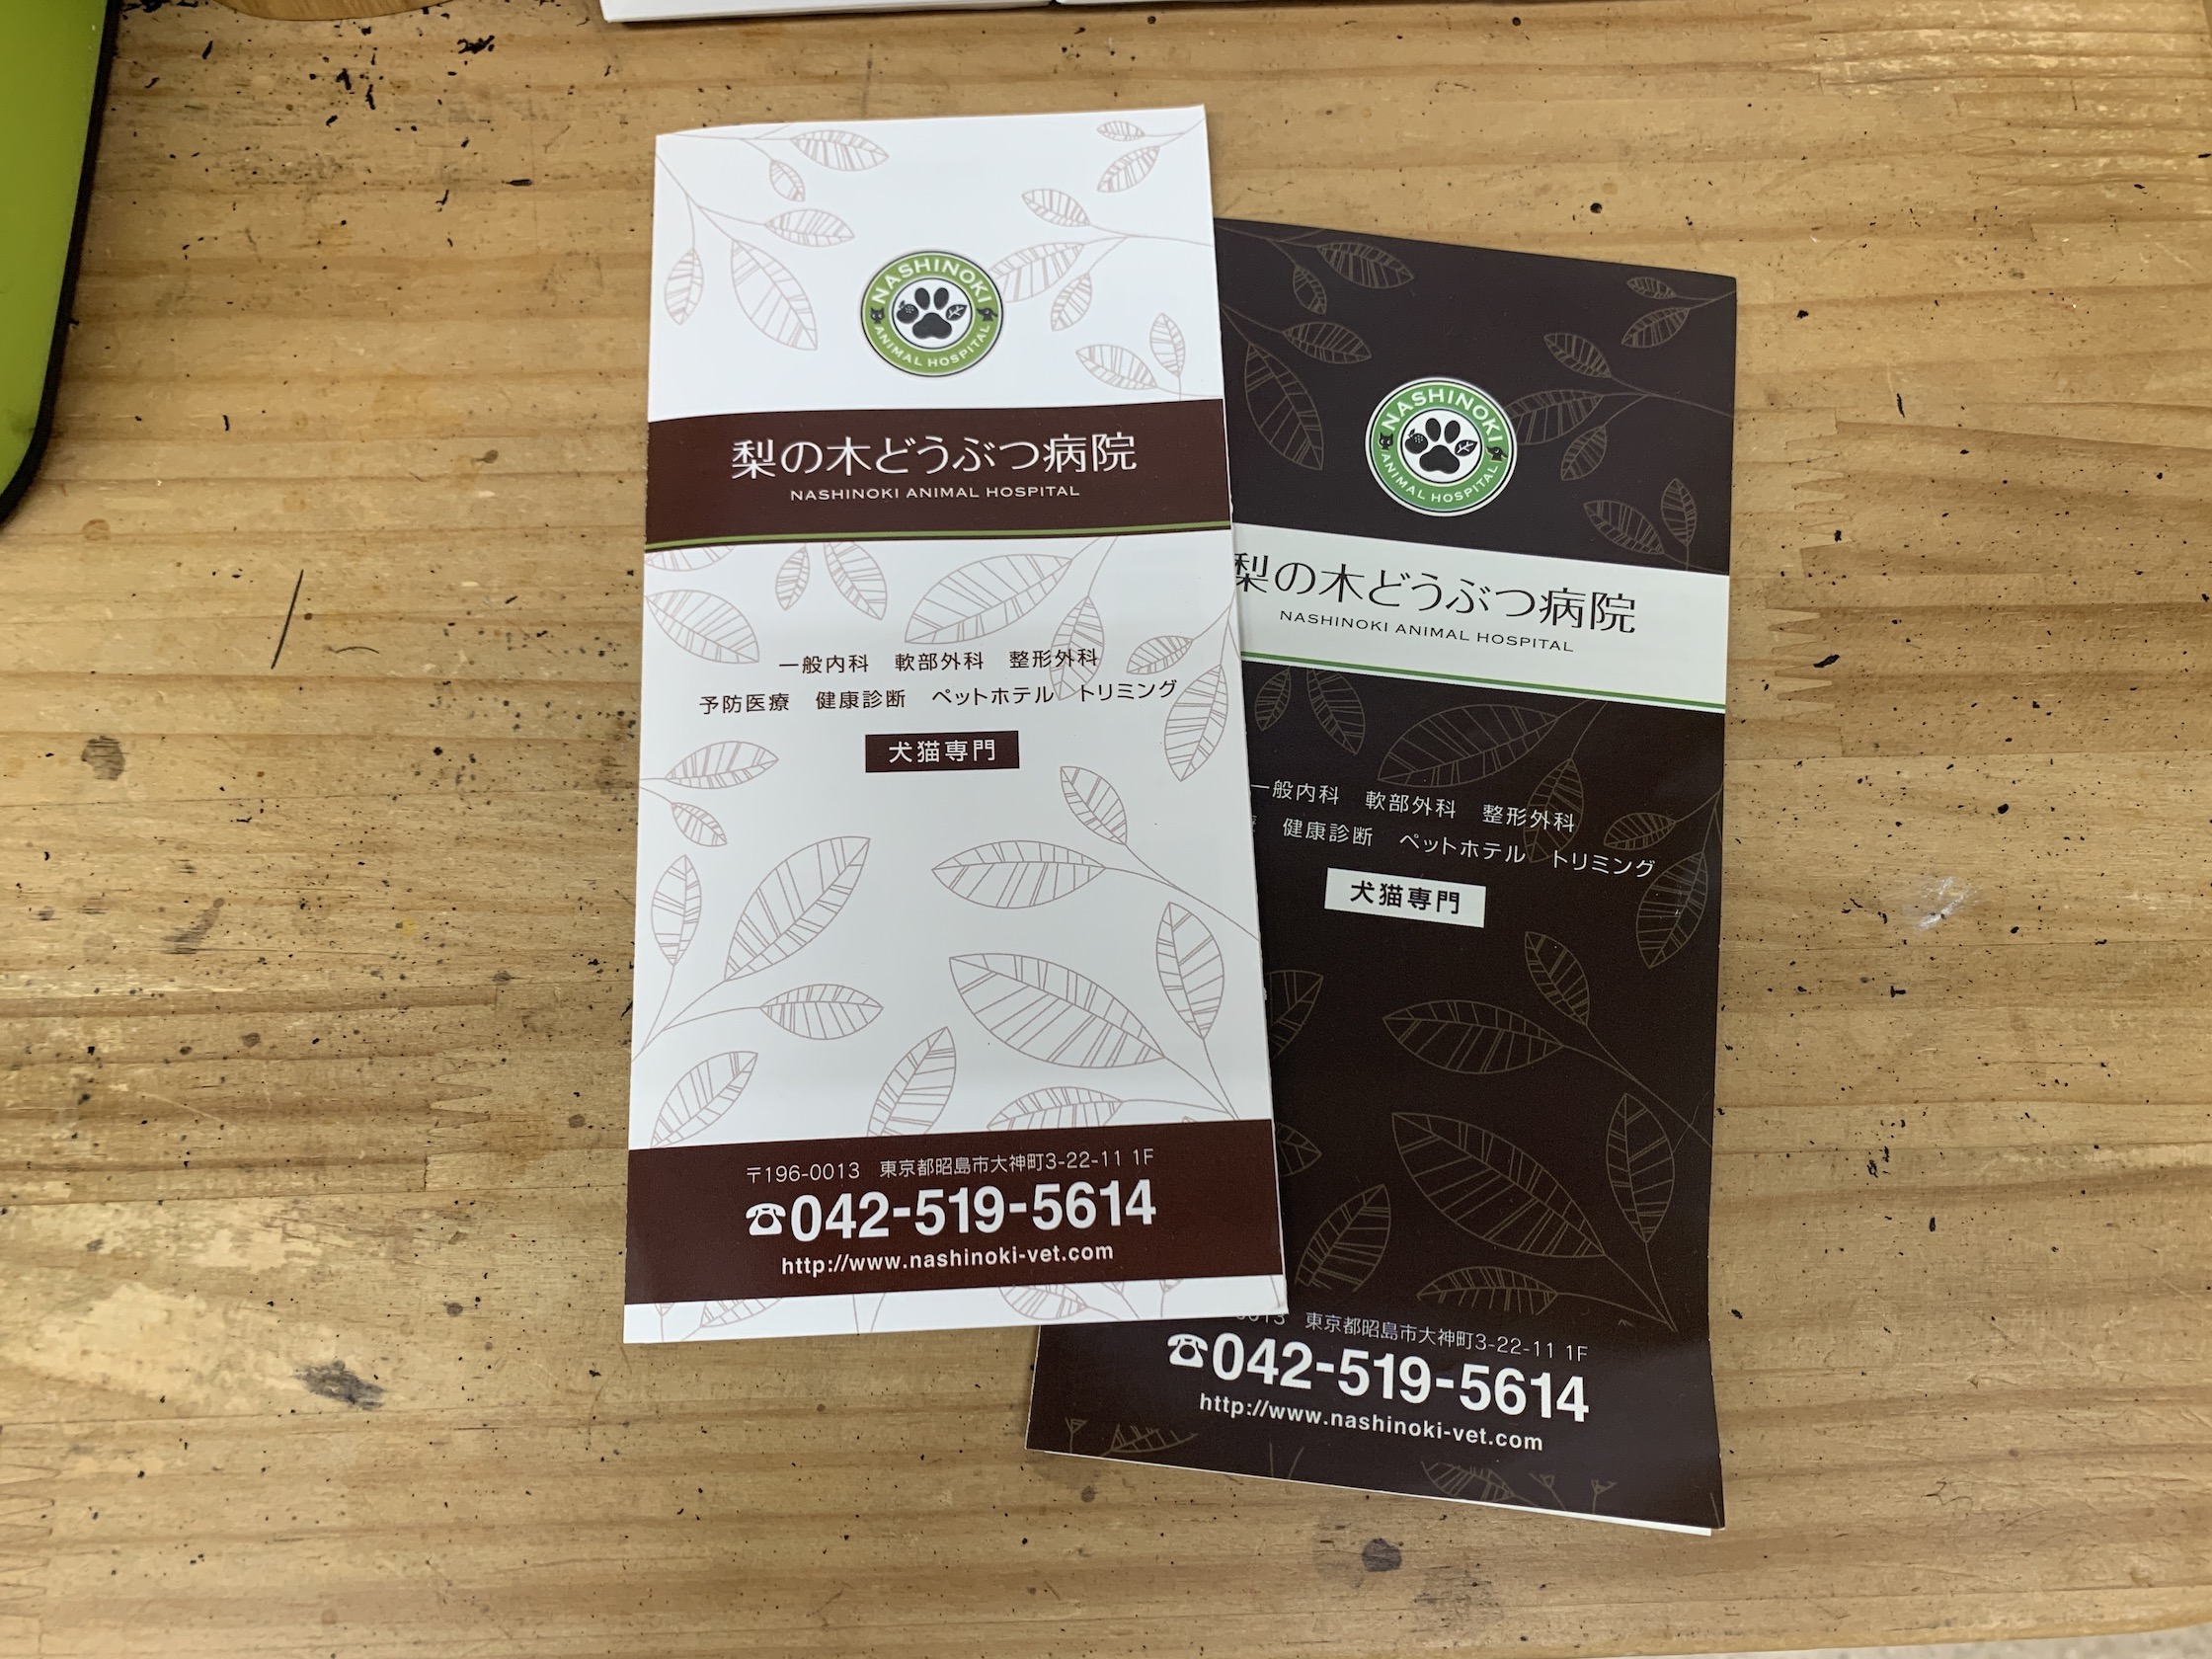 NASHINOKI
ANIMAL HOSPITAL
梨の木どうぶつ病院
NASHINOKI ANIMAL HOSPITAL
一般内科　軟部外科　整形外科
予防医療　健康診断　ペットホテル　トリミング
犬猫専門
〒196-0013　東京都昭島市大神町3-22-11 1F
☎042-519-5614
http://www.nashinoki-vet.com
NASHINOKI
ANIMAL HOSPITAL
梨の木どうぶつ病院
NASHINOKI ANIMAL HOSPITAL
一般内科　軟部外科　整形外科
健康診断　ペットホテル　トリミング
犬猫専門
東京都昭島市大神町3-22-11 1F
☎042-519-5614
http://www.nashinoki-vet.com